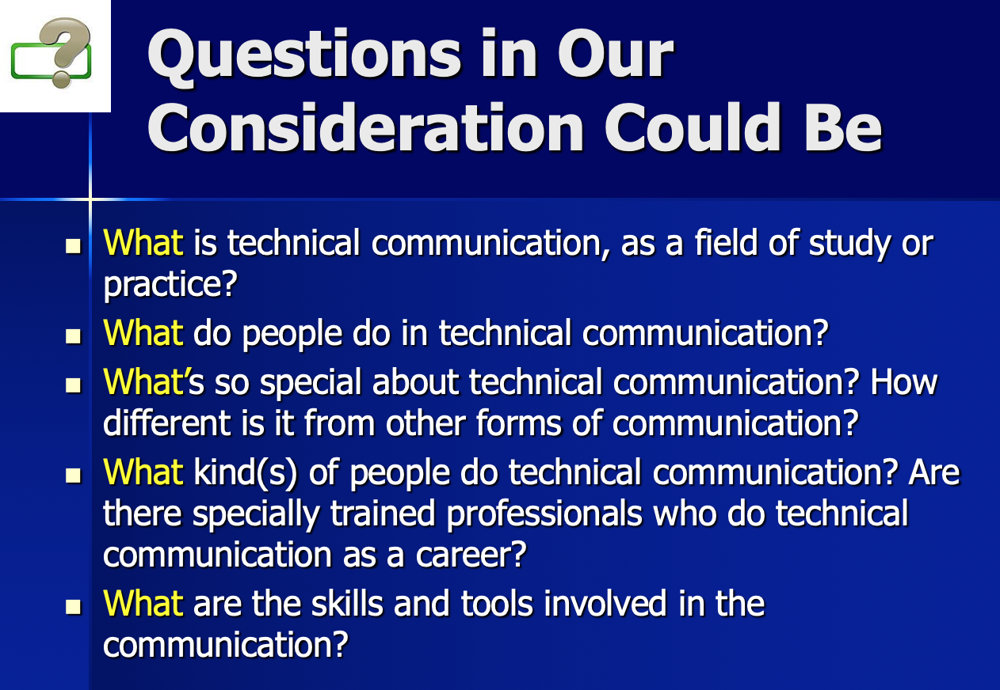 Questions in Our
Consideration Could Be
What is technical communication, as a field of study or
practice?
What do people do in technical communication?
What’s so special about technical communication? How
different is it from other forms of communication?
What kind(s) of people do technical communication? Are
there specially trained professionals who do technical
communication as a career?
What are the skills and tools involved in the
communication?